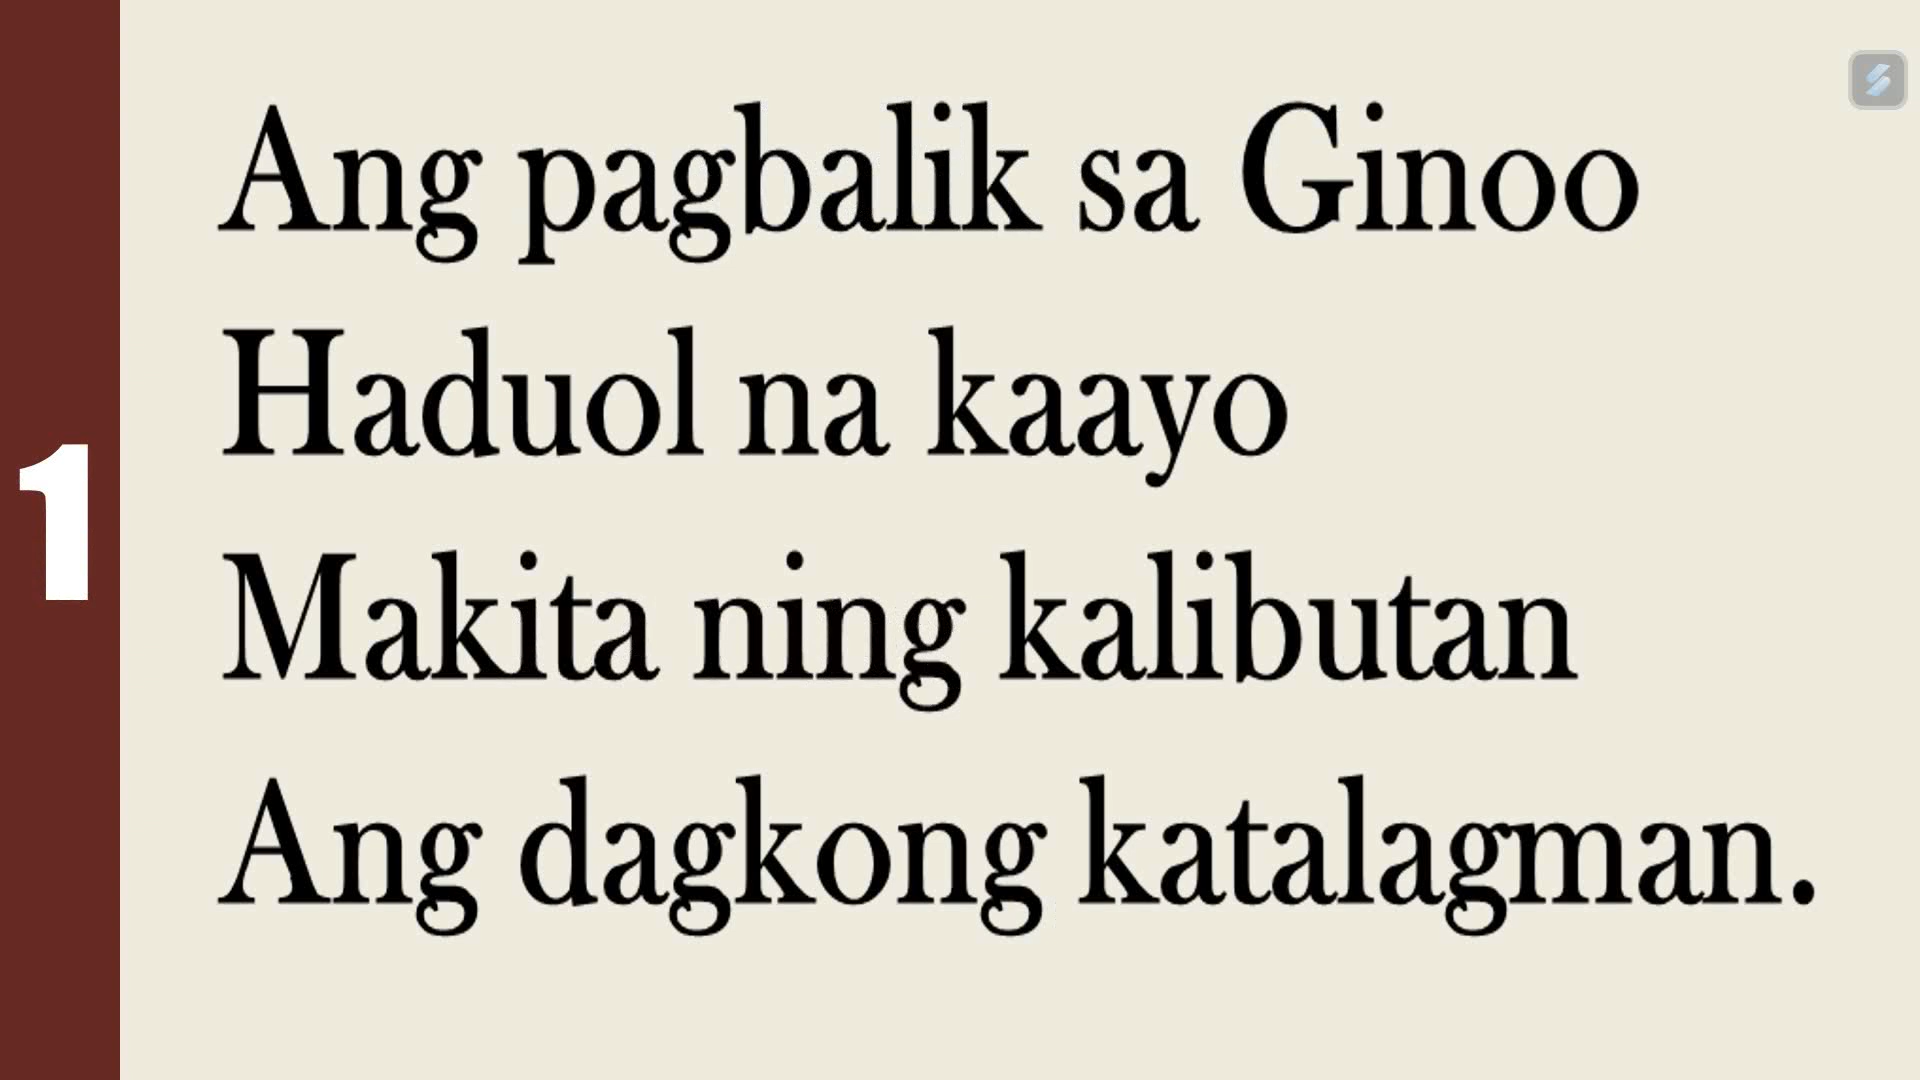 1
Ang pagbalik sa Ginoo
Haduol na kaayo
Makita ning kalibutan
Ang dagkong katalagman.